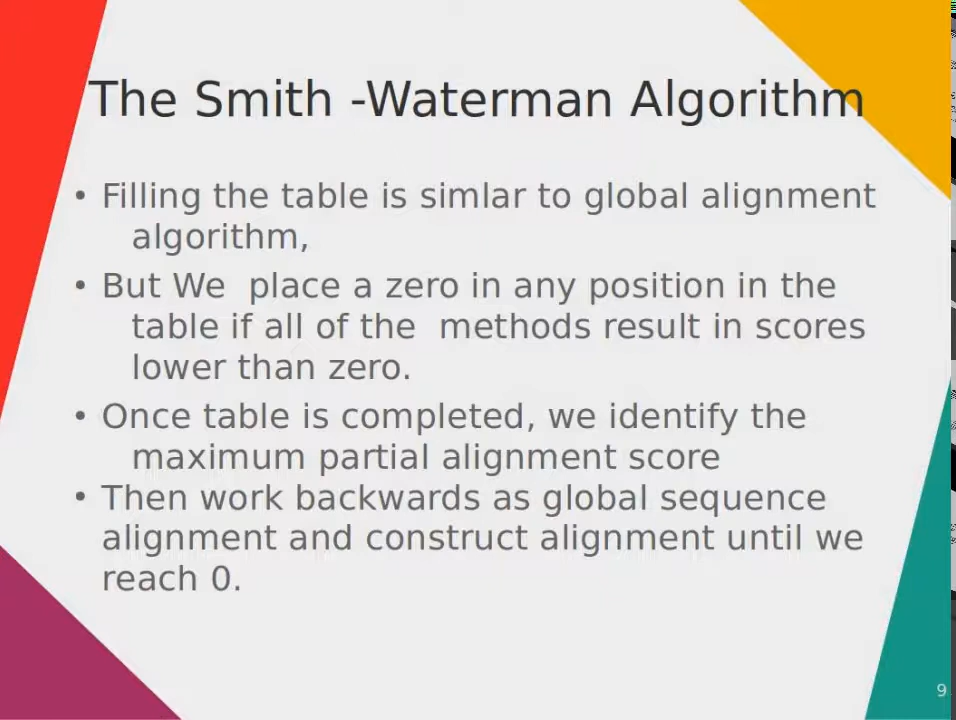 The Smith -Waterman Algorithm
• Filling the table is simlar to global alignment
algorithm,
• But We  place a zero in any position in the
table if all of the  methods result in scores
lower than zero.
• Once table is completed, we identify the
maximum partial alignment score
• Then work backwards as global sequence
alignment and construct alignment until we
reach 0.
9